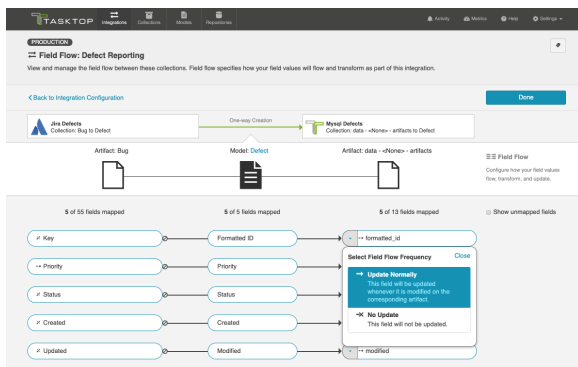 TASKTOP
Integrations
Collections
Models
Repositories
Activity
Metrics
Help
Settings
PRODUCTION
Field Flow: Defect Reporting
View and manage the field flow between these collections. Field flow specifies how your field values will flow and transform as part of this integration.
Back to Integration Configuration
Done
Jira Defects
Collection: Bug to Defect
One-way Creation
Mysql Defects
Collection: data - <None> - artifacts to Defect
Artifact: Bug
Model: Defect
Artifact: data - <None> - artifacts
Field Flow
Configure how your field values
flow, transform, and update.
5 of 55 fields mapped
5 of 5 fields mapped
5 of 13 fields mapped
Show unmapped fields
Key
Formatted ID
formatted_id
Select Field Flow Frequency
Close
Priority
Priority
Update Normally
This field will be updated
whenever it is modified on the
corresponding artifact.
Status
Status
No Update
This field will not be updated.
Created
Created
Updated
Modified
modified